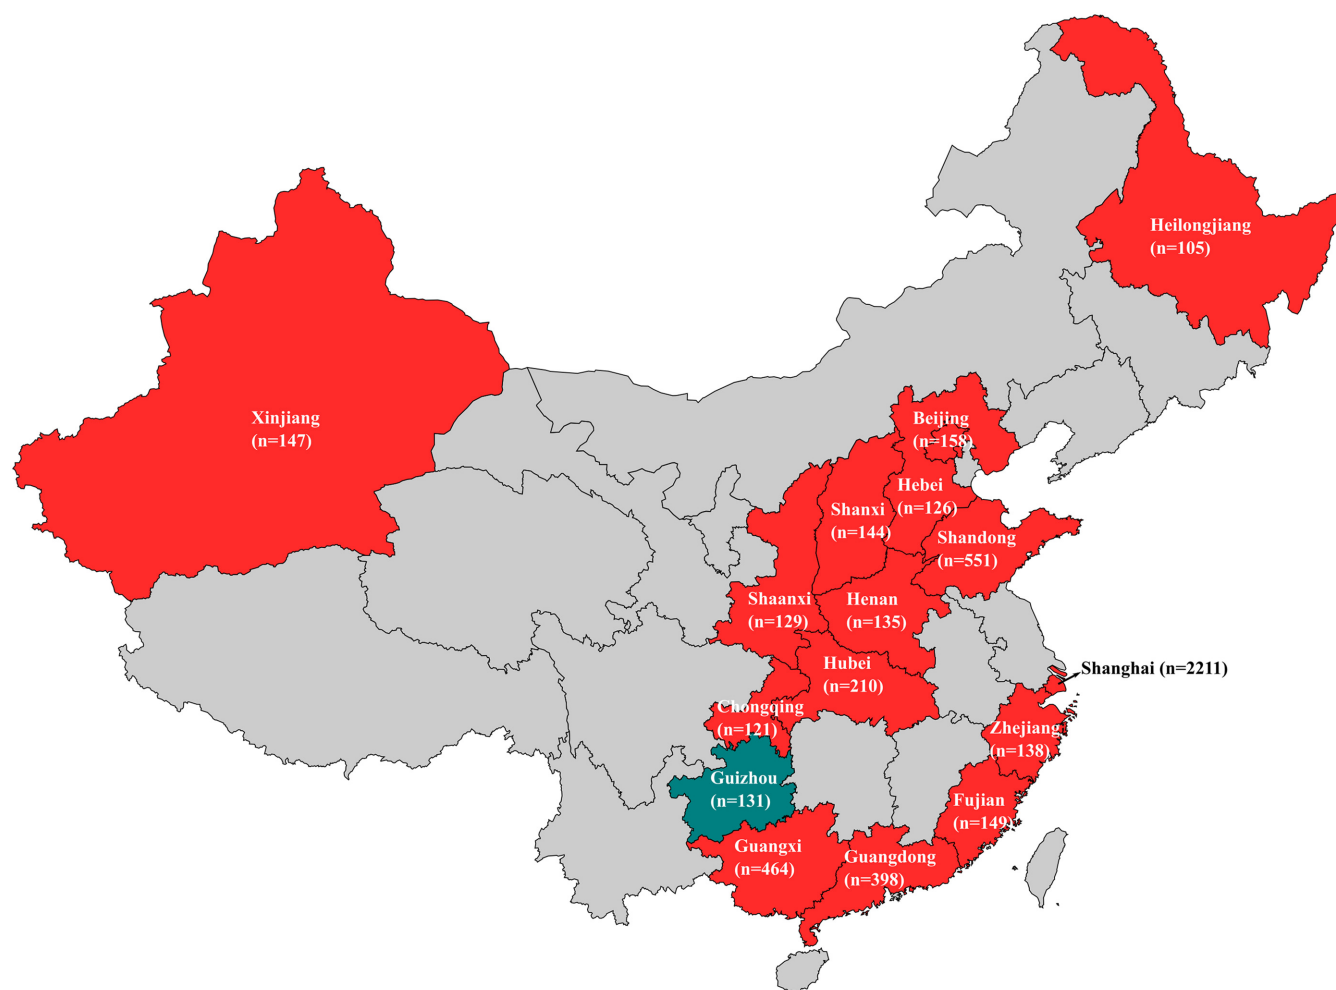 Heilongjiang
(n=105)
Xinjiang
(n=147)
Beijing
(n=158)
Hebei
(n=126)
Shanxi
(n=144)
Shandong
(n=551)
Shaanxi
(n=129)
Henan
(n=135)
Hubei
(n=210)
Shanghai (n=2211)
Chongqing
(n=121)
Zhejiang
(n=138)
Guizhou
(n=131)
Fujian
(n=149)
Guangxi
(n=464)
Guangdong
(n=398)